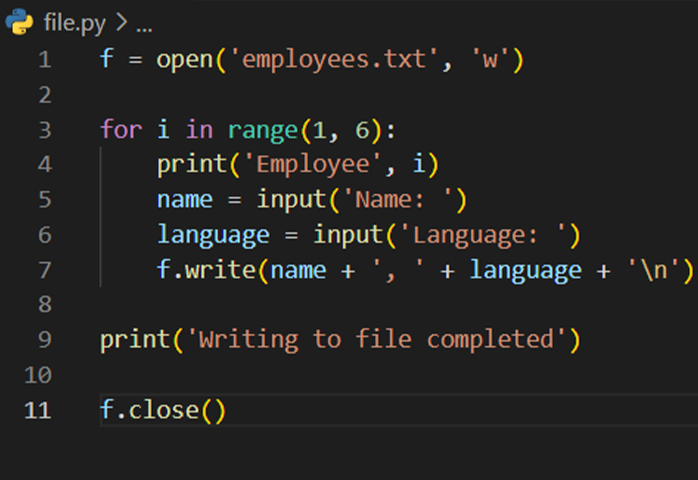 file.py > ...
1 f = open('employees.txt', 'w')
2
3 for i in range(1, 6):
4     print('Employee', i)
5     name = input('Name: ')
6     language = input('Language: ')
7     f.write(name + ', ' + language + '\n')
8
9 print('Writing to file completed')
10
11 f.close()